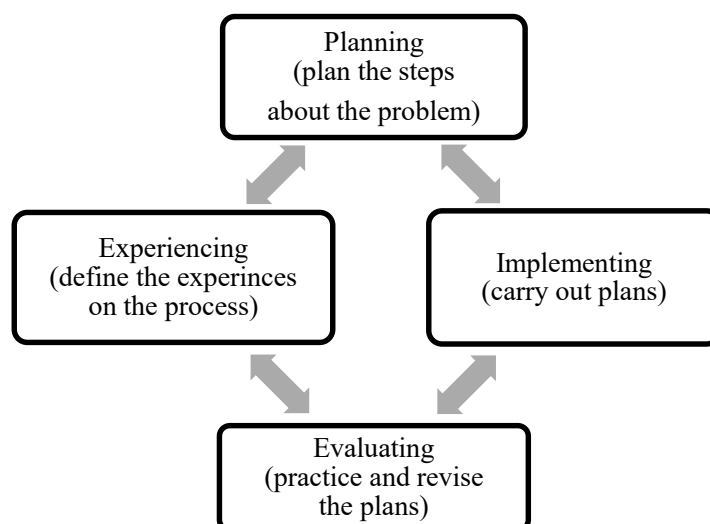 Planning
(plan the steps
about the problem)
Experiencing
(define the experinces
on the process)
Implementing
(carry out plans)
Evaluating
(practice and revise
the plans)